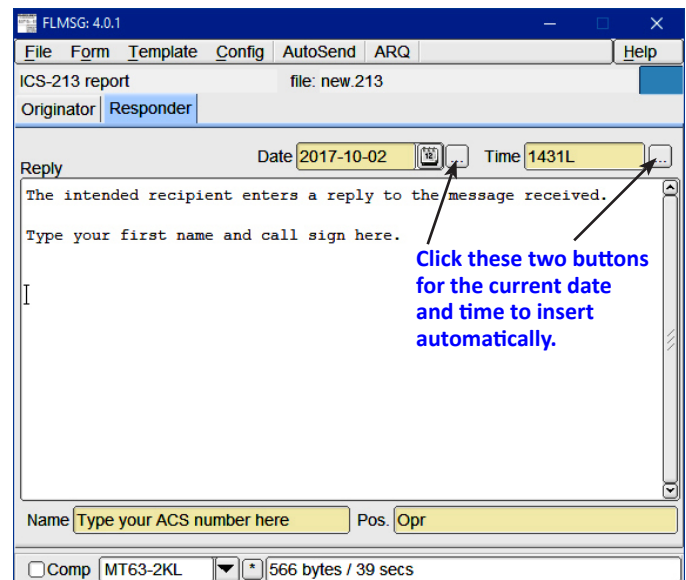 FLMSG: 4.0.1
File Form Template Config AutoSend ARQ Help
ICS-213 report file: new.213
Originator Responder
Reply Date 2017-10-02 12 ... Time 1431L ...
The intended recipient enters a reply to the message received.
Type your first name and call sign here.
Click these two buttons
for the current date
and time to insert
automatically.
Name Type your ACS number here Pos. Opr
Comp MT63-2KL * 566 bytes / 39 secs